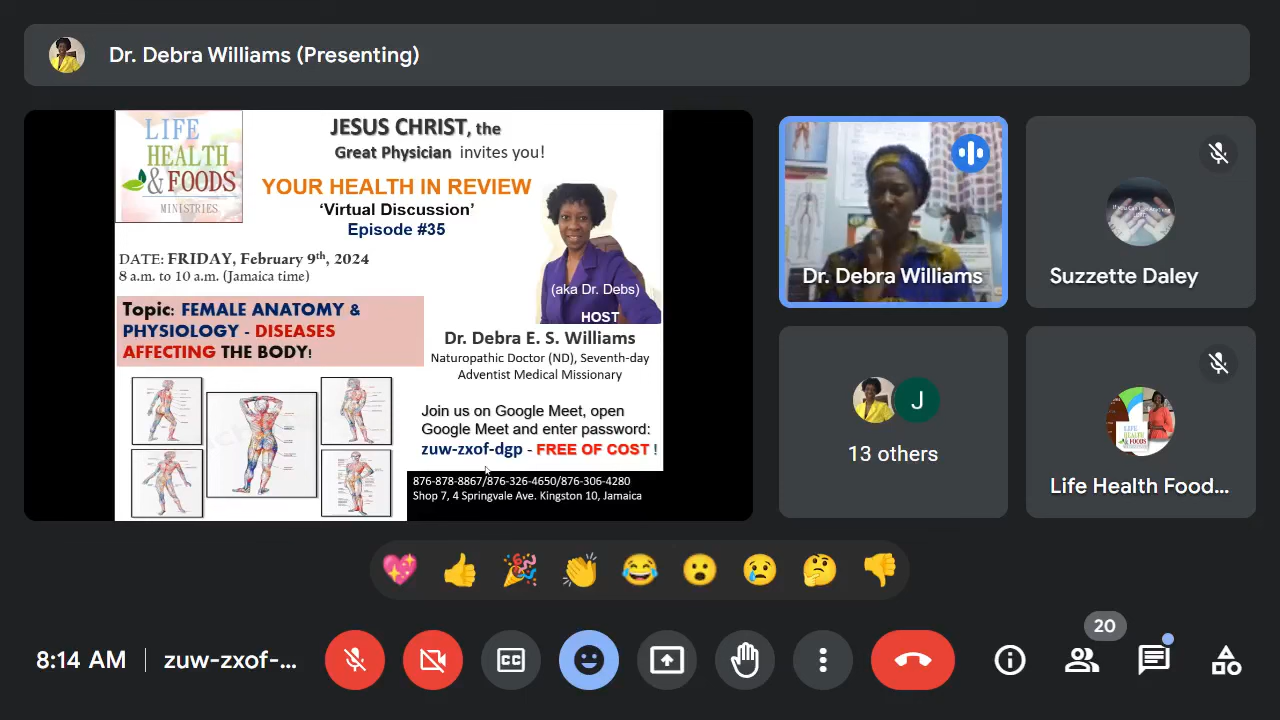 Dr. Debra Williams (Presenting)
LIFE
HEALTH
& FOODS
MINISTRIES
JESUS CHRIST, the
Great Physician invites you!
YOUR HEALTH IN REVIEW
‘Virtual Discussion’
Episode #35
DATE: FRIDAY, February 9th, 2024
8 a.m. to 10 a.m. (Jamaica time)
Topic: FEMALE ANATOMY &
PHYSIOLOGY - DISEASES
AFFECTING THE BODY!
(aka Dr. Debs)
HOST
Dr. Debra E. S. Williams
Naturopathic Doctor (ND), Seventh-day
Adventist Medical Missionary
Join us on Google Meet, open
Google Meet and enter password:
zuw-zxof-dgp - FREE OF COST !
876-878-8867/876-326-4650/876-306-4280
Shop 7, 4 Springvale Ave. Kingston 10, Jamaica
Dr. Debra Williams
Suzzette Daley
J
13 others
LIFE
HEALTH
& FOODS
Life Health Food...
8:14 AM
zuw-zxof-...
CC
20